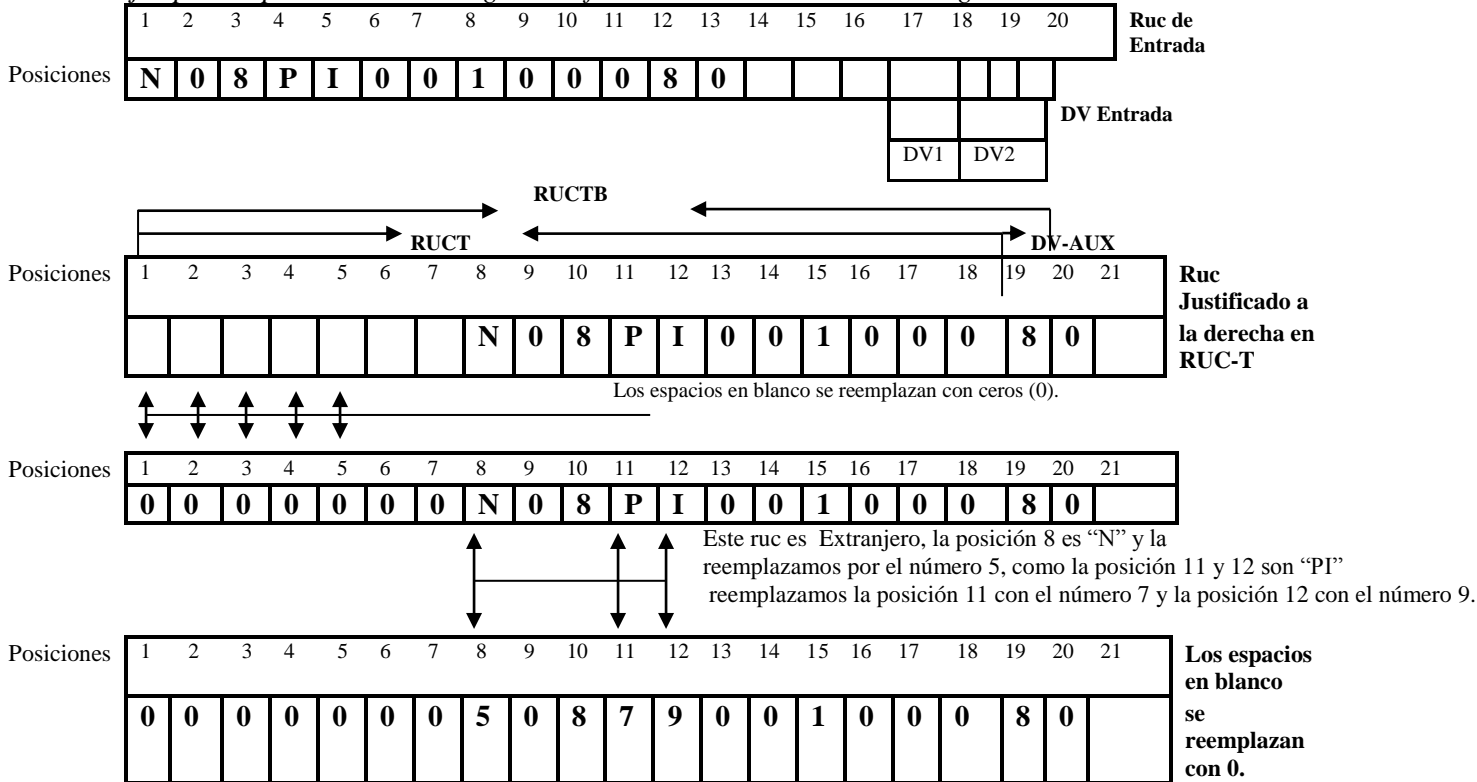 1 2 3 4 5 6 7 8 9 10 11 12 13 14 15 16 17 18 19 20 Ruc de
Entrada
Posiciones N 0 8 P I 0 0 1 0 0 0 8 0
DV Entrada
DV1 DV2
RUCTB
RUCT DV-AUX
Posiciones 1 2 3 4 5 6 7 8 9 10 11 12 13 14 15 16 17 18 19 20 21 Ruc
Justificado a
N 0 8 P I 0 0 1 0 0 0 8 0 la derecha en
RUC-T
Los espacios en blanco se reemplazan con ceros (0).
Posiciones 1 2 3 4 5 6 7 8 9 10 11 12 13 14 15 16 17 18 19 20 21
0 0 0 0 0 0 0 N 0 8 P I 0 0 1 0 0 0 8 0
Este ruc es Extranjero, la posición 8 es “N” y la
reemplazamos por el número 5, como la posición 11 y 12 son “PI”
reemplazamos la posición 11 con el número 7 y la posición 12 con el número 9.
Posiciones 1 2 3 4 5 6 7 8 9 10 11 12 13 14 15 16 17 18 19 20 21 Los espacios
en blanco
0 0 0 0 0 0 0 5 0 8 7 9 0 0 1 0 0 0 8 0 se
reemplazan
con 0.